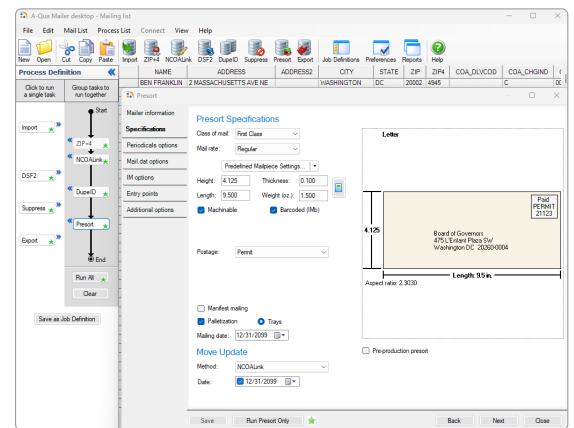 A-Qua Mailer desktop - Mailing list
File Edit Mail List Process List Connect View Help
New Open Cut Copy Paste Import ZIP+4 NCOALink DSF2 DupeID Suppress Presort Export Job Definitions Preferences Reports Help
Process Definition
NAME ADDRESS ADDRESS2 CITY STATE ZIP ZIP4 COA_DLVCOD COA_CHGIND
BEN FRANKLIN 2 MASSACHUSETTS AVE NE WASHINGTON DC 20002 4945 C
Click to run
a single task
Group tasks to
run together
Start
Import
ZIP+4
NCOALink
DSF2
DupeID
Suppress
Presort
Export
End
Run All
Clear
Save as Job Definition
Presort
Mailer information
Specifications
Periodicals options
Mail.dat options
IM options
Entry points
Additional options
Presort Specifications
Class of mail: First Class
Mail rate: Regular
Predefined Mailpiece Settings...
Height: 4.125 Thickness: 0.100
Length: 9.500 Weight (oz.): 1.500
Machinable Barcoded (IMb)
Postage: Permit
Manifest mailing
Palletization Trays
Mailing date: 12/31/2099
Move Update
Method: NCOALink
Date: 12/31/2099
Letter
Paid
PERMIT
21123
4.125
Board of Governors
475 L'Enfant Plaza SW
Washington DC 20260-0004
Length: 9.5 in.
Aspect ratio: 2.3030
Pre-production presort
Save Run Presort Only Back Next Close